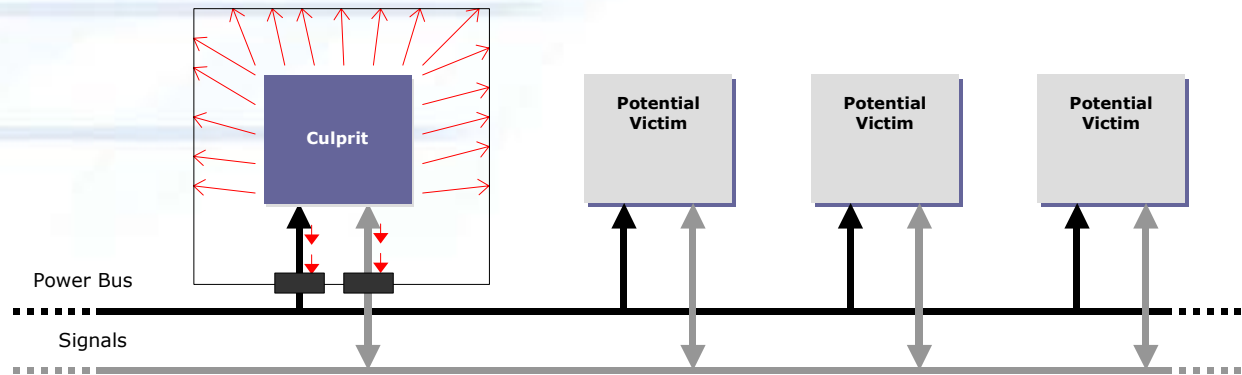 Culprit
Potential
Victim
Potential
Victim
Potential
Victim
Power Bus
Signals